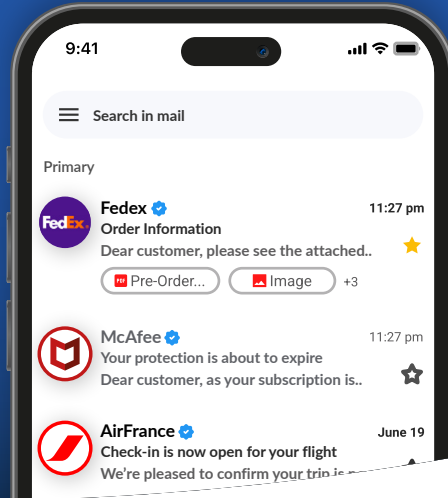 9:41
Search in mail
Primary
FedEx
Fedex 11:27 pm
Order Information
Dear customer, please see the attached..
PDF Pre-Order... Image +3
McAfee 11:27 pm
Your protection is about to expire
Dear customer, as your subscription is..
AirFrance June 19
Check-in is now open for your flight
We're pleased to confirm your trip is